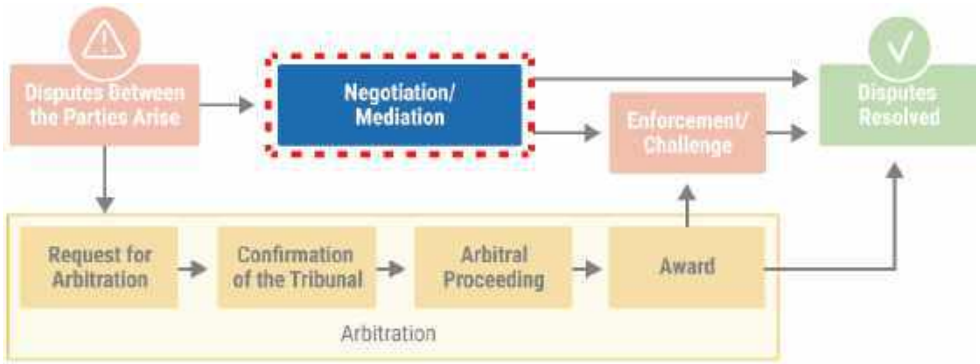 Disputes Between
the Parties Arise
Negotiation/
Mediation
Enforcement/
Challenge
Disputes
Resolved
Request for
Arbitration
Confirmation
of the Tribunal
Arbitral
Proceeding
Award
Arbitration